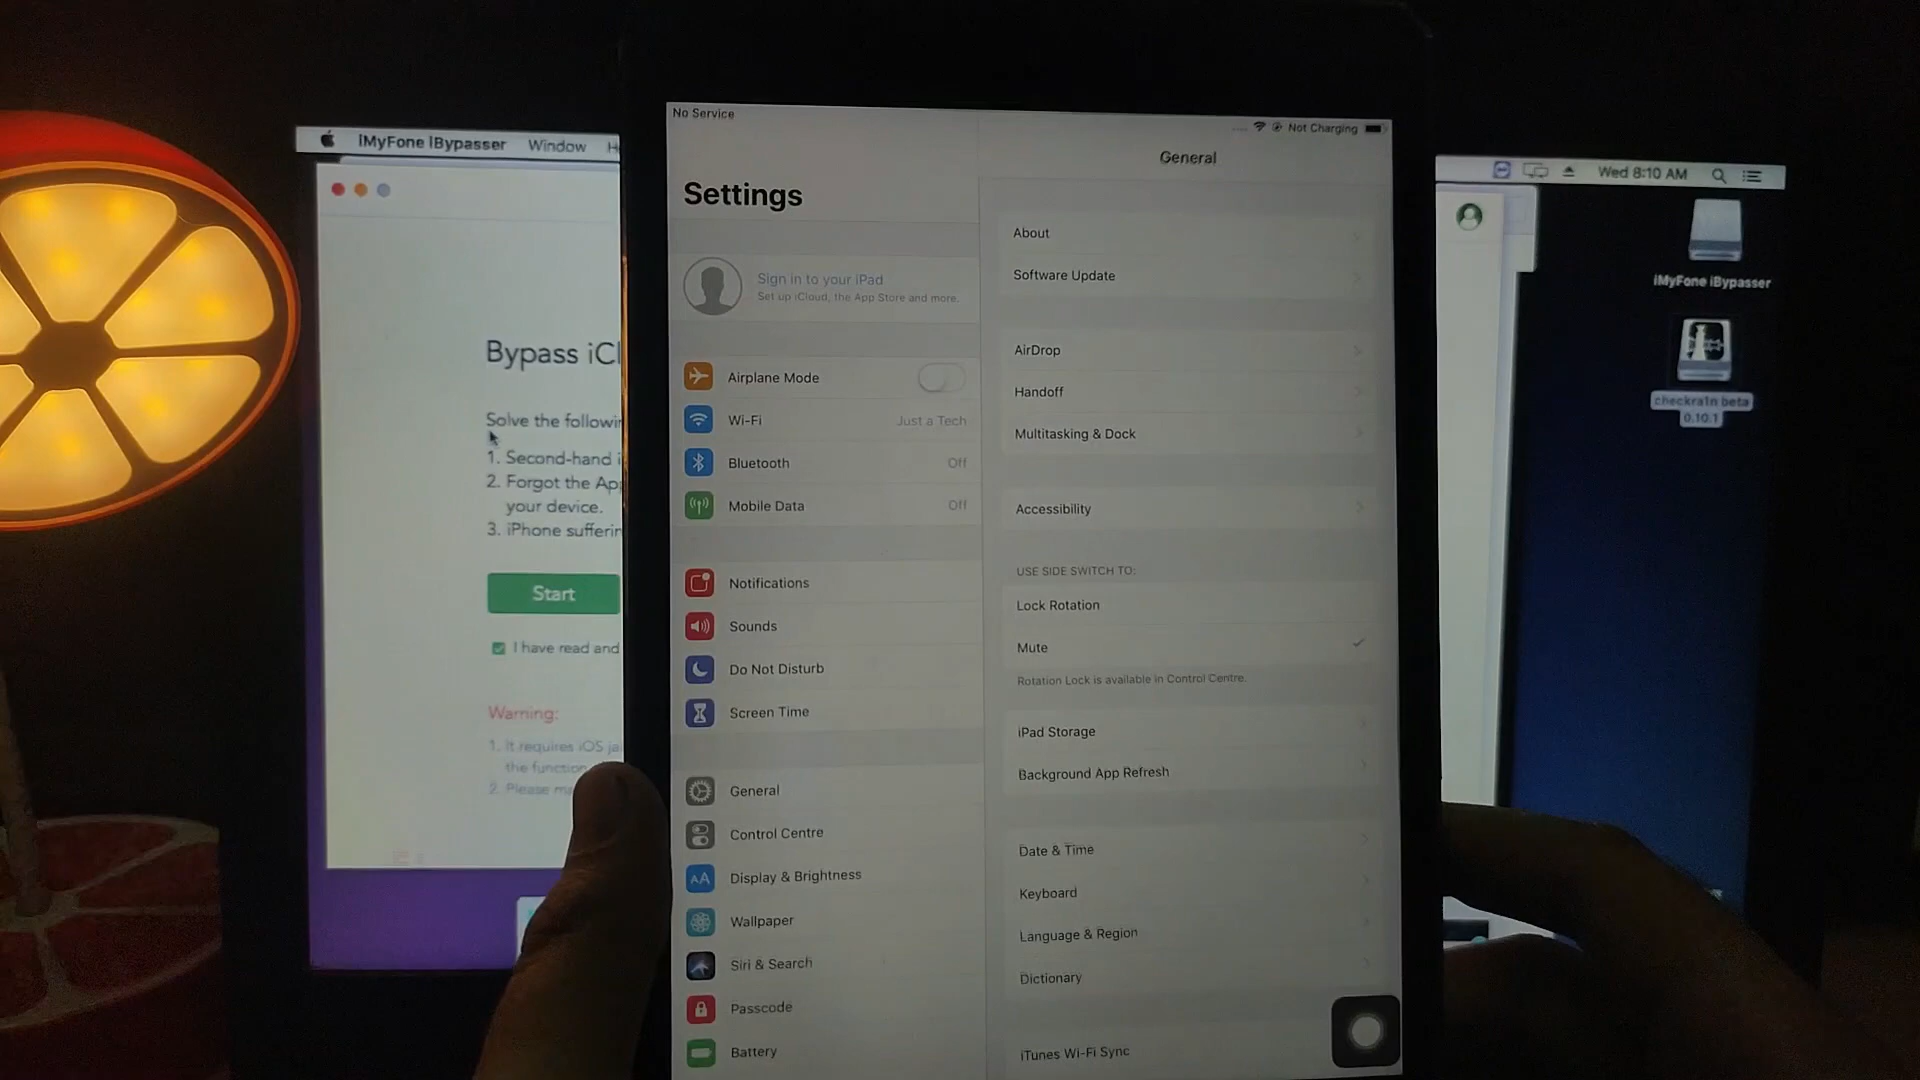 iMyFone iBypasser Window
Bypass iCl
Solve the followin
1. Second-hand i
2. Forgot the Ap
your device.
3. iPhone sufferin
Start
I have read and
Warning:
1. It requires iOS ja
the function
2. Please ma
No Service
Not Charging
Settings
Sign in to your iPad
Set up iCloud, the App Store and more.
Airplane Mode
Wi-Fi Just a Tech
Bluetooth Off
Mobile Data Off
Notifications
Sounds
Do Not Disturb
Screen Time
General
Control Centre
AA Display & Brightness
Wallpaper
Siri & Search
Passcode
Battery
General
About
Software Update
AirDrop
Handoff
Multitasking & Dock
Accessibility
USE SIDE SWITCH TO:
Lock Rotation
Mute
Rotation Lock is available in Control Centre.
iPad Storage
Background App Refresh
Date & Time
Keyboard
Language & Region
Dictionary
iTunes Wi-Fi Sync
Wed 8:10 AM
iMyFone iBypasser
checkra1n beta
0.10.1